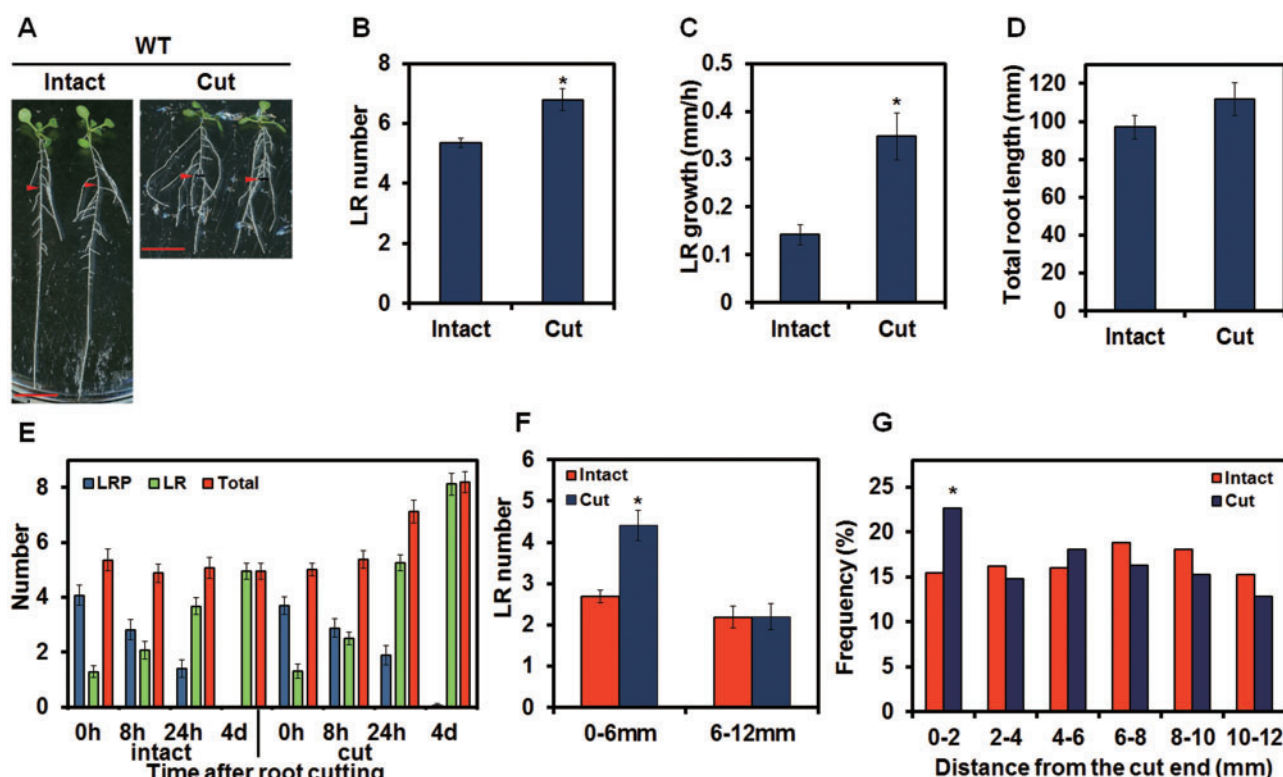 A
WT
Intact Cut
B
LR number
8
6
4
2
0
*
Intact Cut
C
LR growth (mm/h)
0.5
0.4
0.3
0.2
0.1
0
*
Intact Cut
D
Total root length (mm)
120
100
80
60
40
20
0
Intact Cut
E
Number
8
6
4
2
0
LRP LR Total
0h 8h 24h 4d 0h 8h 24h 4d
intact cut
Time after root cutting
F
LR number
6
5
4
3
2
1
0
Intact
Cut
*
0-6mm 6-12mm
G
Frequency (%)
25
20
15
10
5
0
Intact
Cut
*
0-2 2-4 4-6 6-8 8-10 10-12
Distance from the cut end (mm)